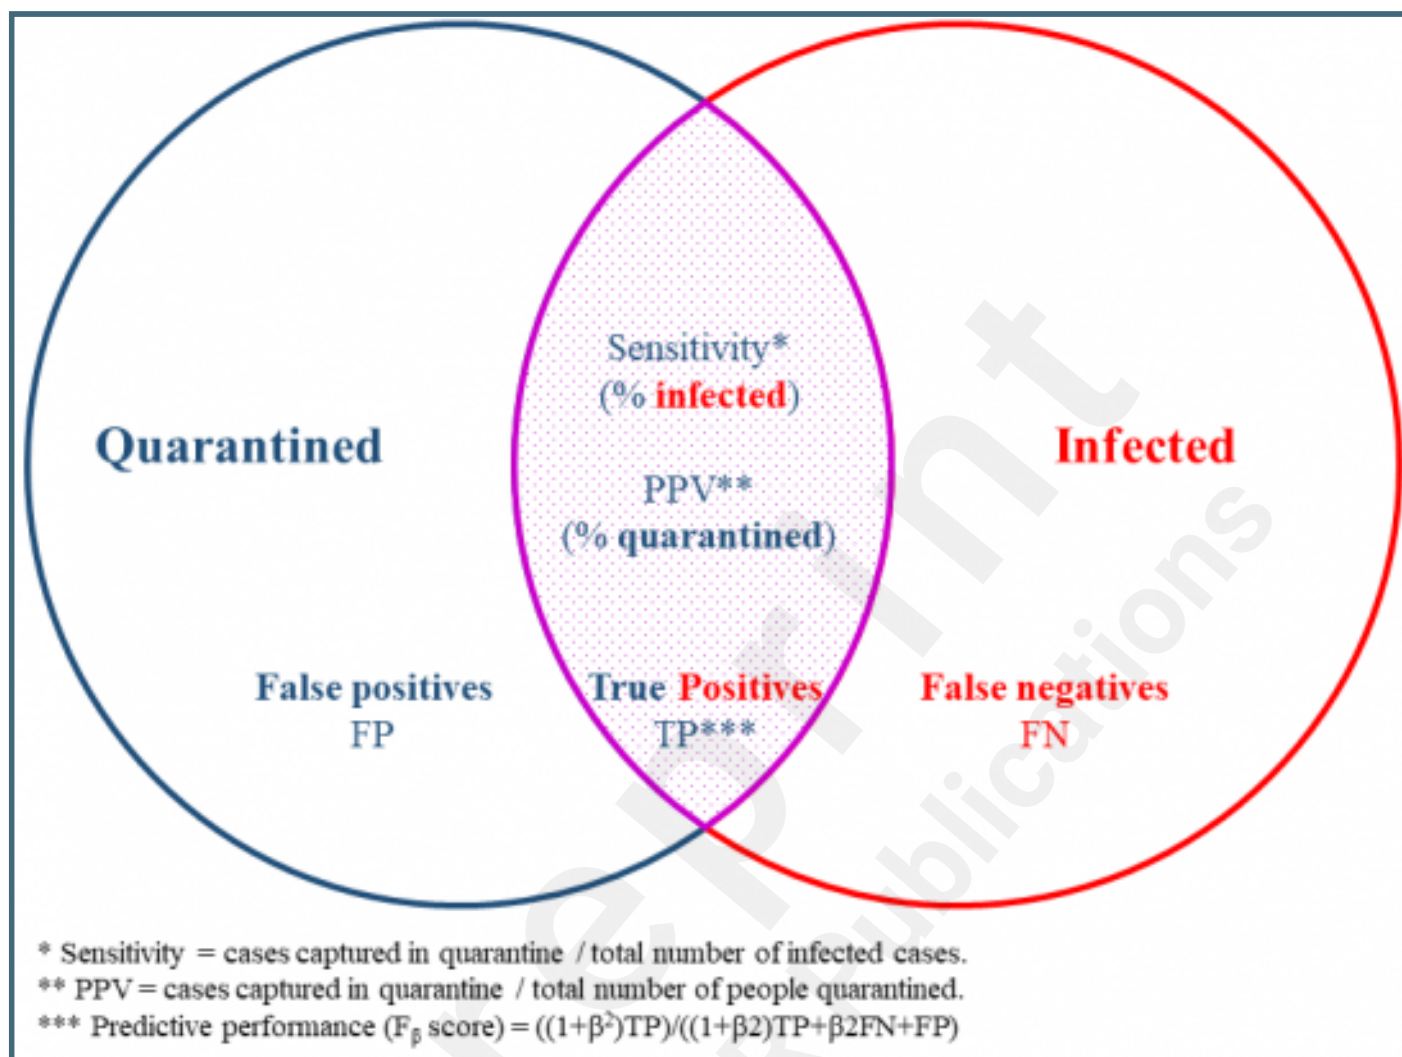 Sensitivity*
(% infected)
Quarantined
Infected
PPV**
(% quarantined)
False positives
FP
True Positives
TP***
False negatives
FN
* Sensitivity = cases captured in quarantine / total number of infected cases.
** PPV = cases captured in quarantine / total number of people quarantined.
*** Predictive performance (Fβ score) = ((1+β²)TP)/((1+β2)TP+β2FN+FP)
eprint
Publications